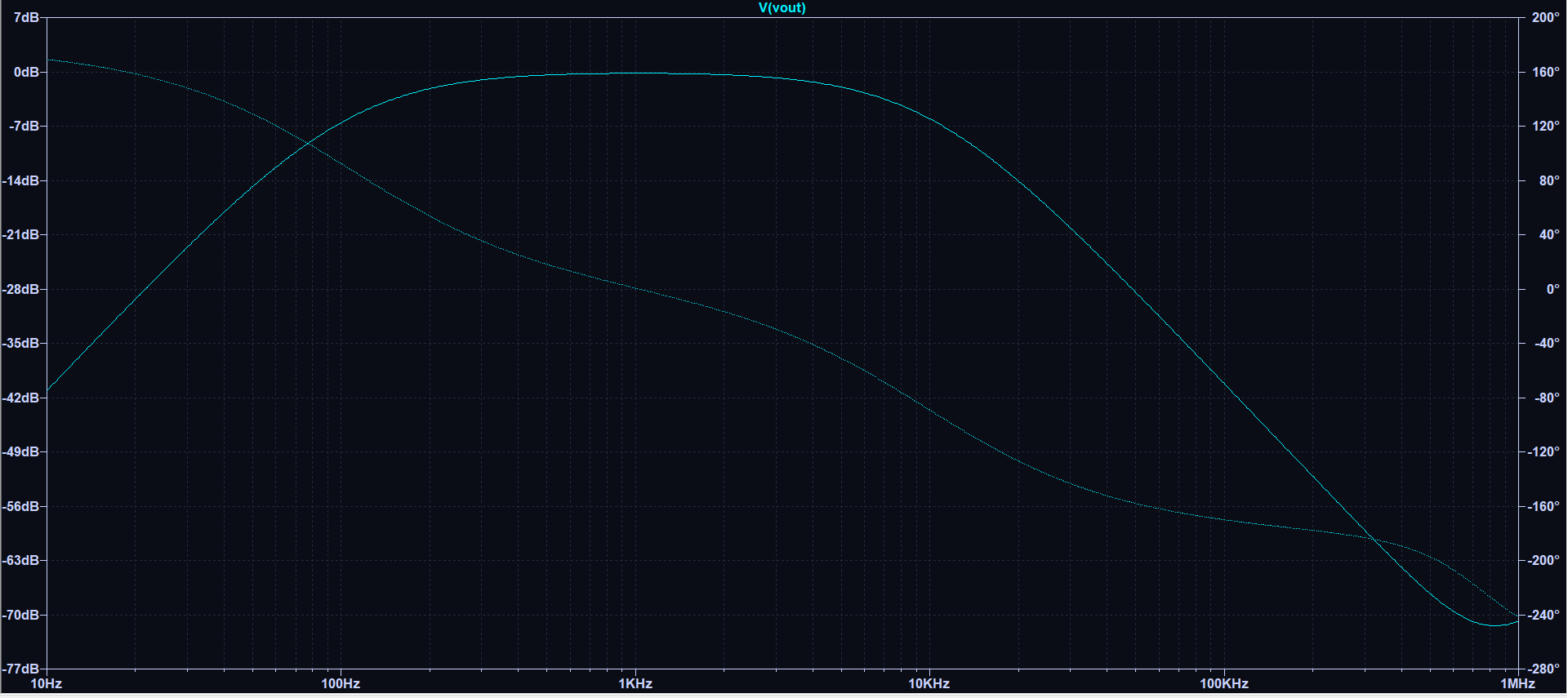 V(vout)
7dB
0dB
-7dB
-14dB
-21dB
-28dB
-35dB
-42dB
-49dB
-56dB
-63dB
-70dB
-77dB
200°
160°
120°
80°
40°
0°
-40°
-80°
-120°
-160°
-200°
-240°
-280°
10Hz 100Hz 1KHz 10KHz 100KHz 1MHz